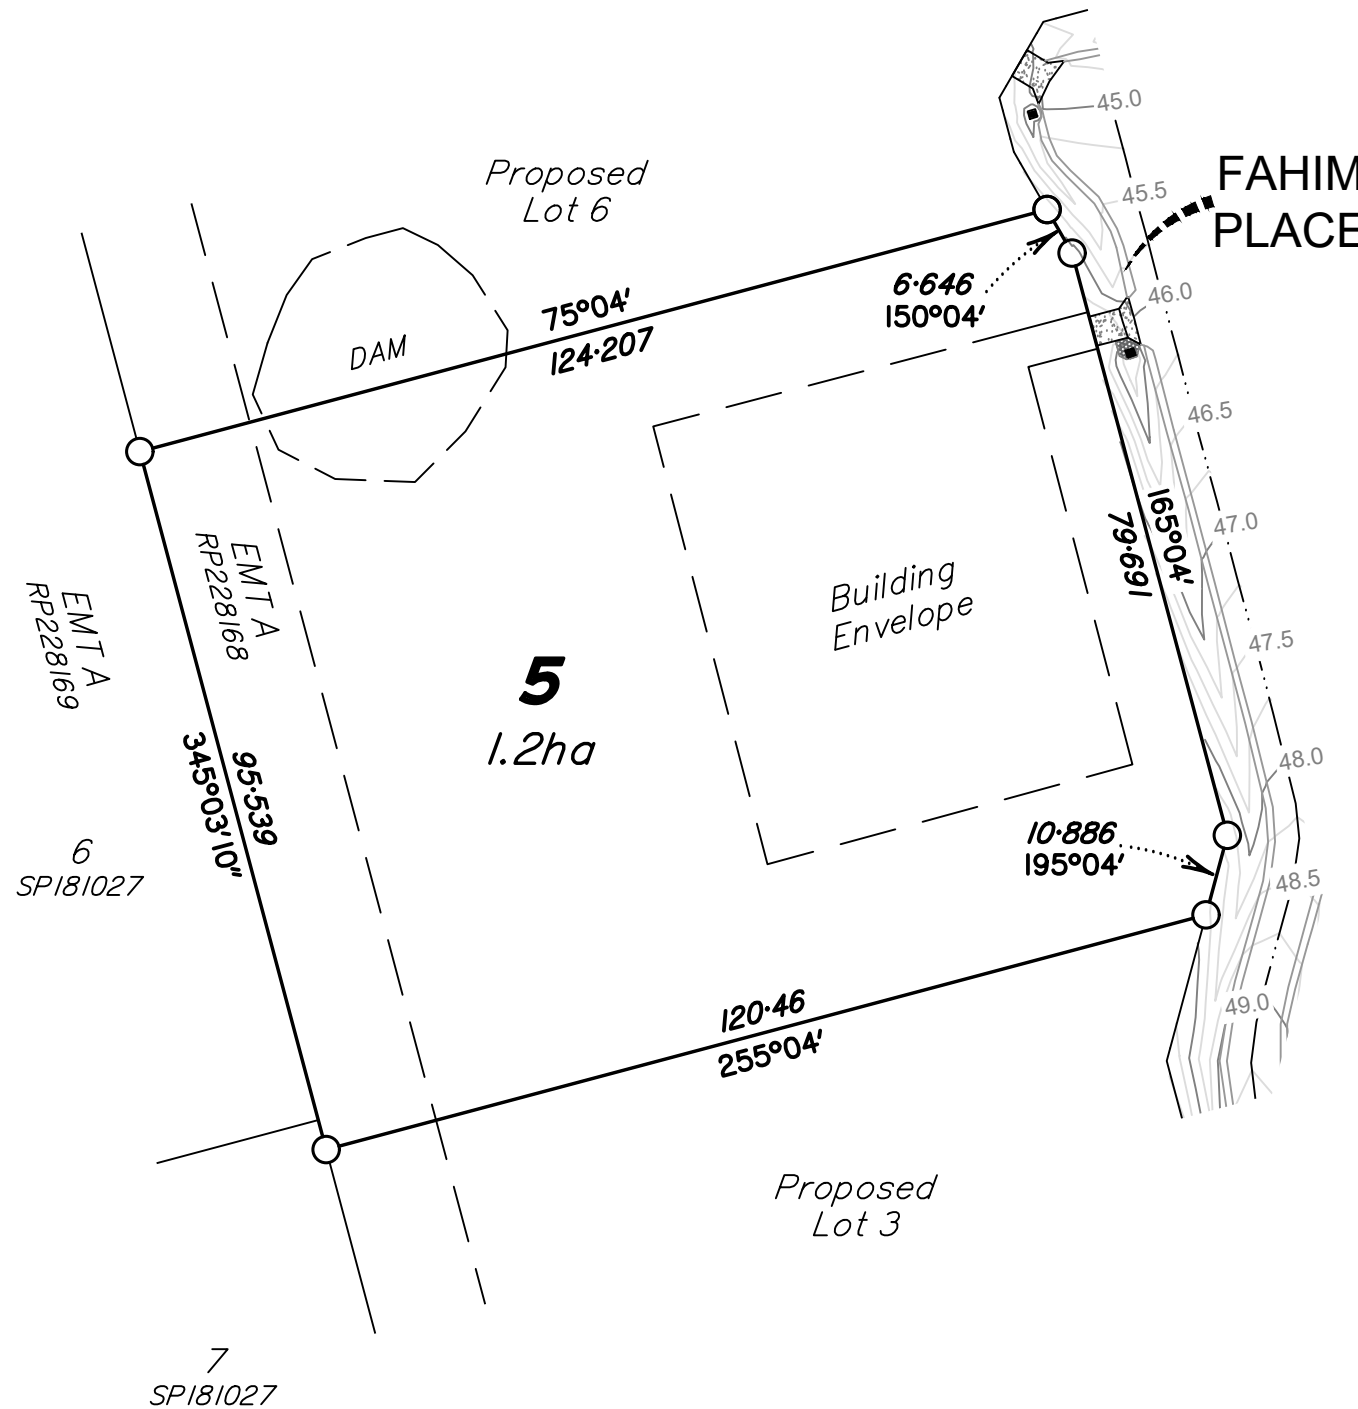 45.0
FAHIM
PLACE
45.5
Proposed
Lot 6
46.0
6·646
150°04'
75°04'
124·207
DAM
46.5
165°04'
79·691
47.0
EMT A
RP228168
EMT A
RP228169
Building
Envelope
47.5
5
1.2ha
48.0
95·539
345°03'10"
10·886
195°04'
6
SP181027
48.5
120·46
255°04'
49.0
Proposed
Lot 3
7
SP181027